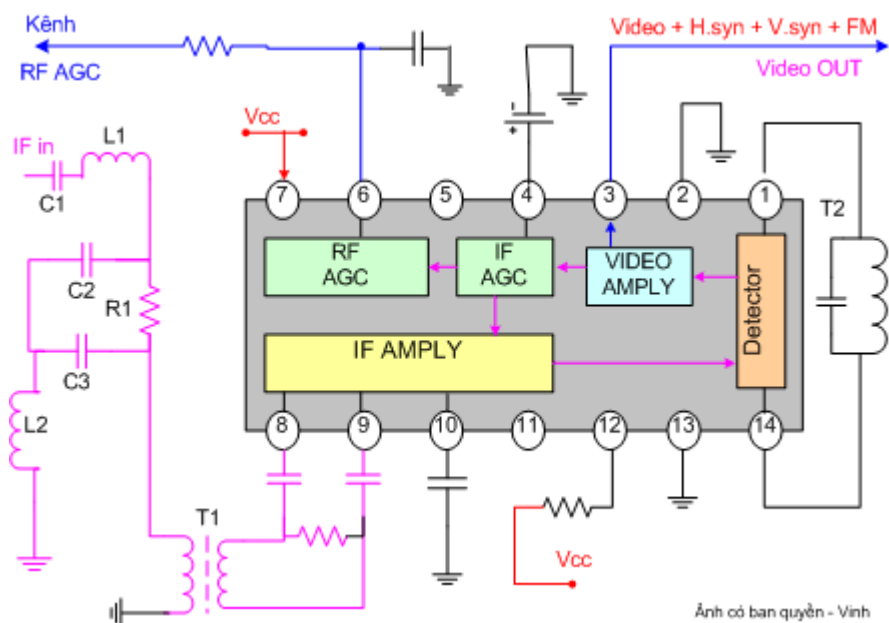 Kênh
RF AGC
Video + H.syn + V.syn + FM
Video OUT
Vcc
IF in
L1
C1
7
6
5
4
3
2
1
T2
RF
AGC
IF
AGC
VIDEO
AMPLY
Detector
C2
R1
C3
IF AMPLY
L2
8
9
10
11
12
13
14
T1
Vcc
Ảnh có ban quyền - Vinh